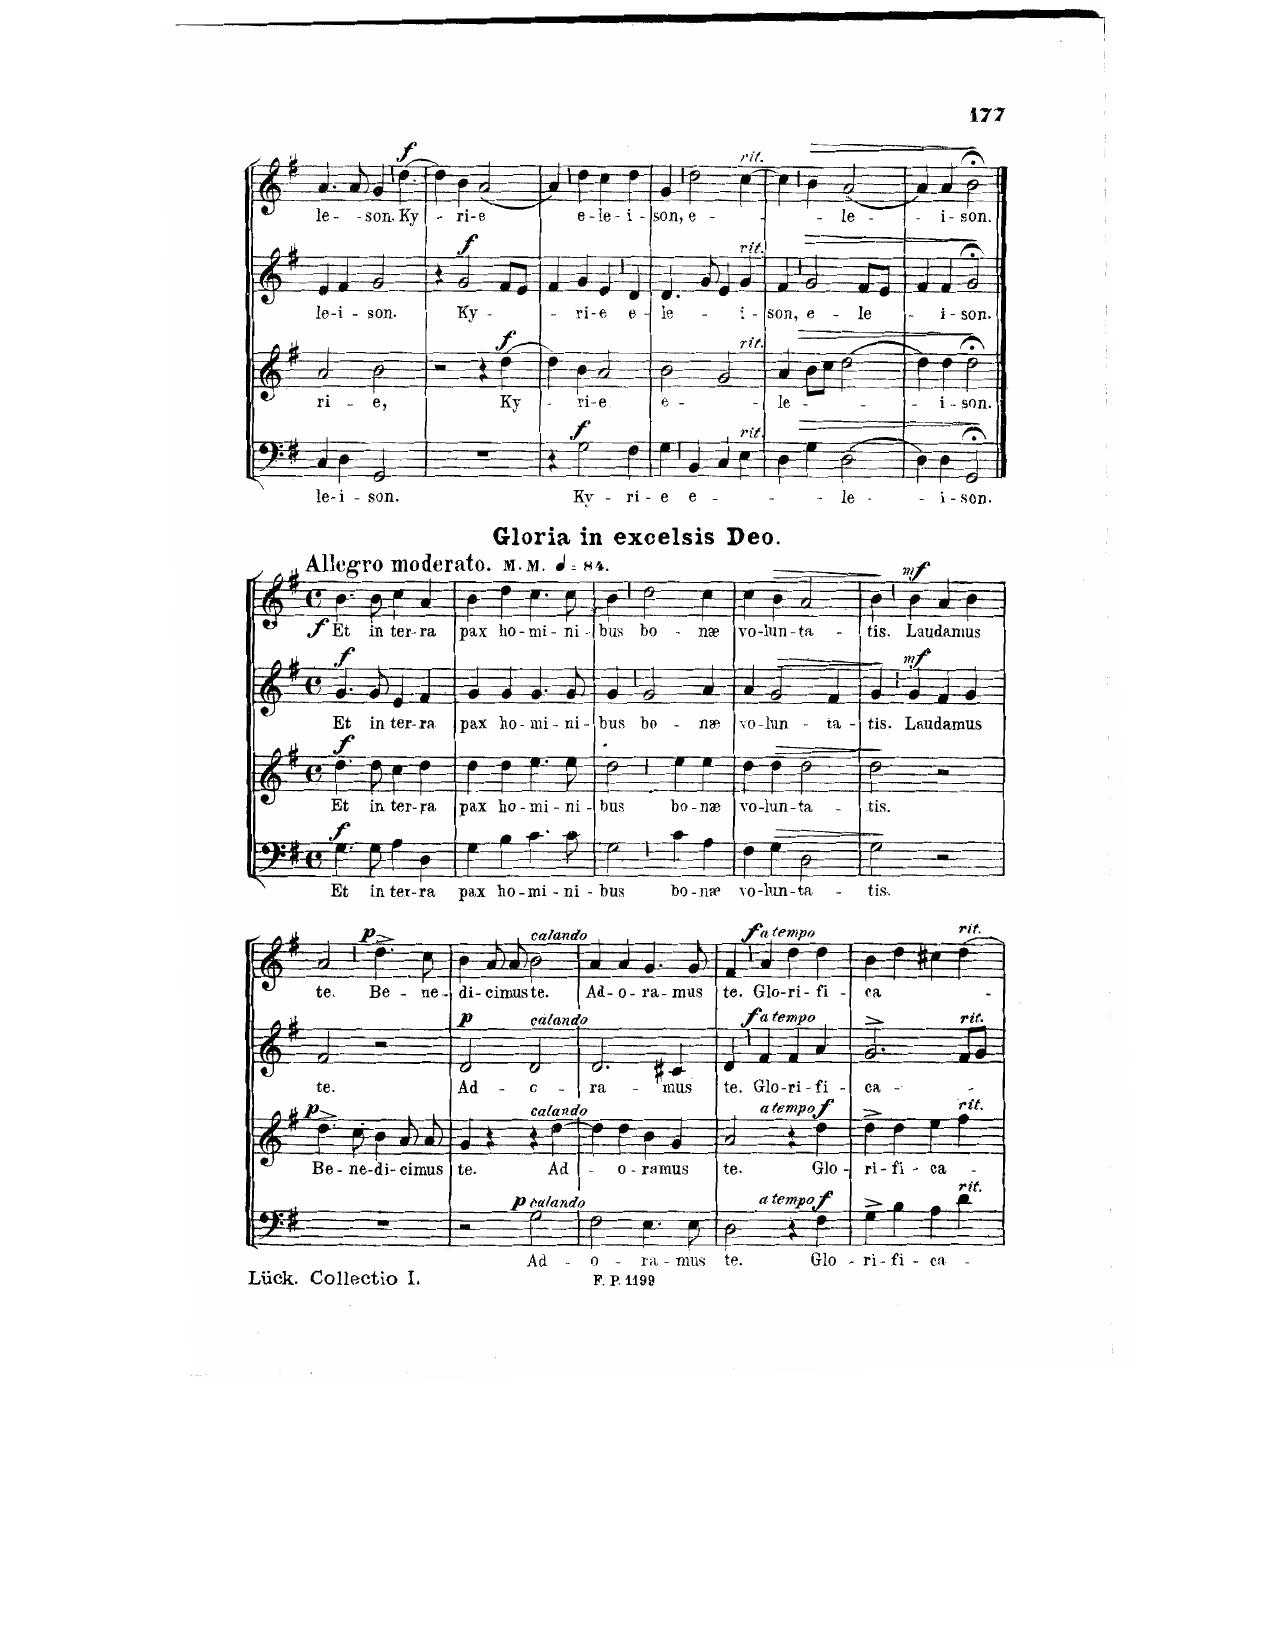 177
f
rit.
le - - son. Ky - ri-e e-le-i-son, e - - le - - i-son.
f rit.
le-i-son. Ky - - ri-e e-le - i-son, e - le - i-son.
f rit.
ri - e, Ky - ri-e e - - le - - i-son.
f rit.
le-i-son. Ky - ri-e e - - le - - i-son.
Gloria in excelsis Deo.
Allegro moderato. M. M. ♩ = 84.
mf
f Et in ter-ra pax ho-mi-ni-bus bo - næ vo-lun-ta - tis. Laudamus
f mf
Et in ter-ra pax ho-mi-ni-bus bo - næ vo-lun - ta - tis. Laudamus
f
Et in ter-ra pax ho-mi-ni-bus bo-næ vo-lun-ta - tis.
f
Et in ter-ra pax ho-mi-ni-bus bo-næ vo-lun-ta - tis.
p calando f a tempo rit.
te. Be - ne-di-cimus te. Ad-o-ra-mus te. Glo-ri-fi-ca -
p calando f a tempo rit.
te. Ad - o - ra - mus te. Glo-ri-fi-ca - -
p calando a tempo f rit.
Be-ne-di-cimus te. Ad - o-ramus te. Glo-ri-fi-ca -
p calando a tempo f rit.
Ad - o - ra-mus te. Glo-ri-fi-ca -
Lück. Collectio I. F. P. 1199